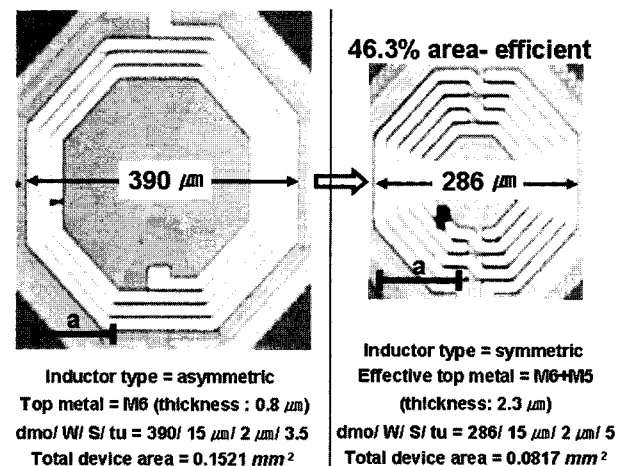 390 μm
a
Inductor type = asymmetric
Top metal = M6 (thickness : 0.8 μm)
dmo/ W/ S/ tu = 390/ 15 μm/ 2 μm/ 3.5
Total device area = 0.1521 mm²
46.3% area- efficient
286 μm
a
Inductor type = symmetric
Effective top metal = M6+M5
(thickness: 2.3 μm)
dmo/ W/ S/ tu = 286/ 15 μm/ 2 μm/ 5
Total device area = 0.0817 mm²